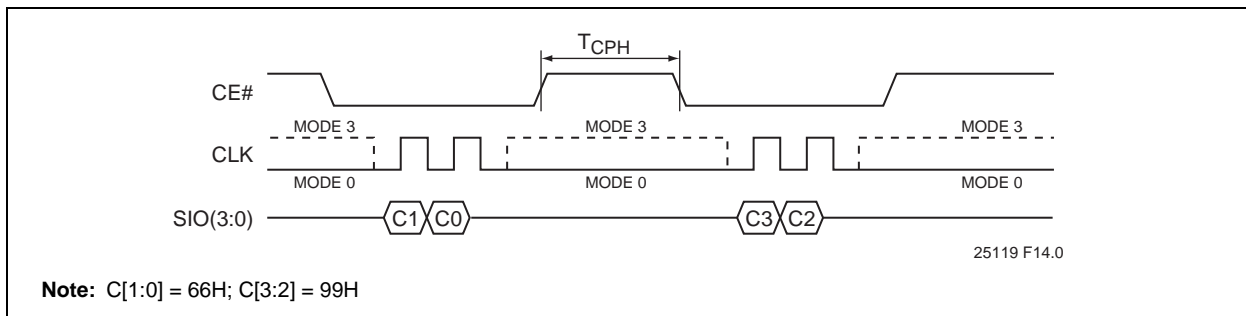 TCPH
CE#
MODE 3 MODE 3 MODE 3
CLK
MODE 0 MODE 0 MODE 0
SIO(3:0) C1 C0 C3 C2
25119 F14.0
Note: C[1:0] = 66H; C[3:2] = 99H